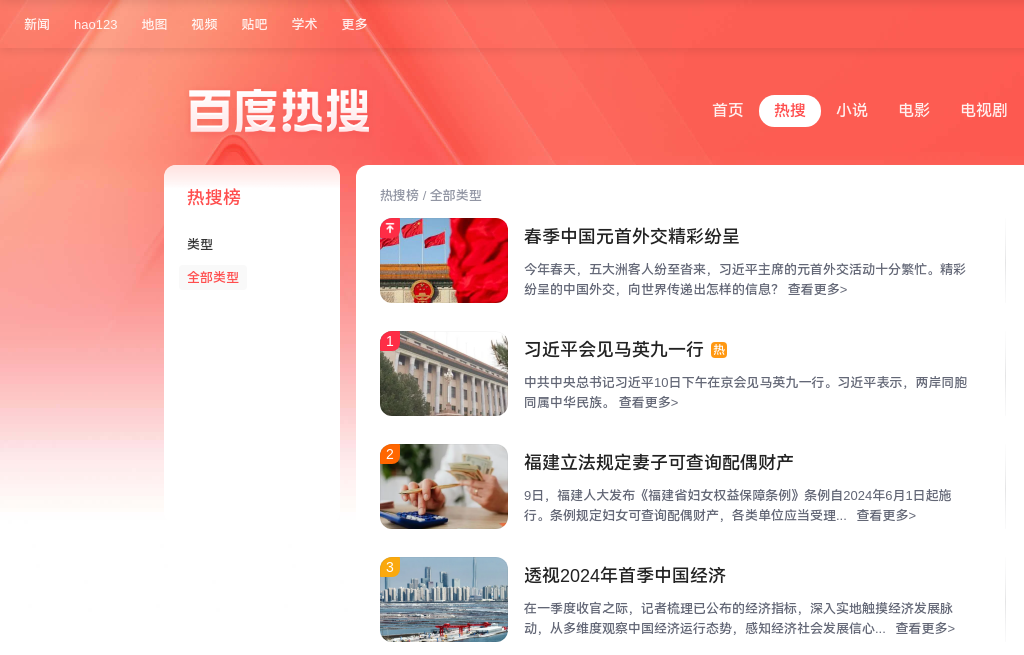 新闻 hao123 地图 视频 贴吧 学术 更多
百度热搜
首页 热搜 小说 电影 电视剧
热搜榜
类型
全部类型
热搜榜 / 全部类型
春季中国元首外交精彩纷呈
今年春天，五大洲客人纷至沓来，习近平主席的元首外交活动十分繁忙。精彩
纷呈的中国外交，向世界传递出怎样的信息？ 查看更多>
1
习近平会见马英九一行 热
中共中央总书记习近平10日下午在京会见马英九一行。习近平表示，两岸同胞
同属中华民族。 查看更多>
2
福建立法规定妻子可查询配偶财产
9日，福建人大发布《福建省妇女权益保障条例》条例自2024年6月1日起施
行。条例规定妇女可查询配偶财产，各类单位应当受理... 查看更多>
3
透视2024年首季中国经济
在一季度收官之际，记者梳理已公布的经济指标，深入实地触摸经济发展脉
动，从多维度观察中国经济运行态势，感知经济社会发展信心... 查看更多>